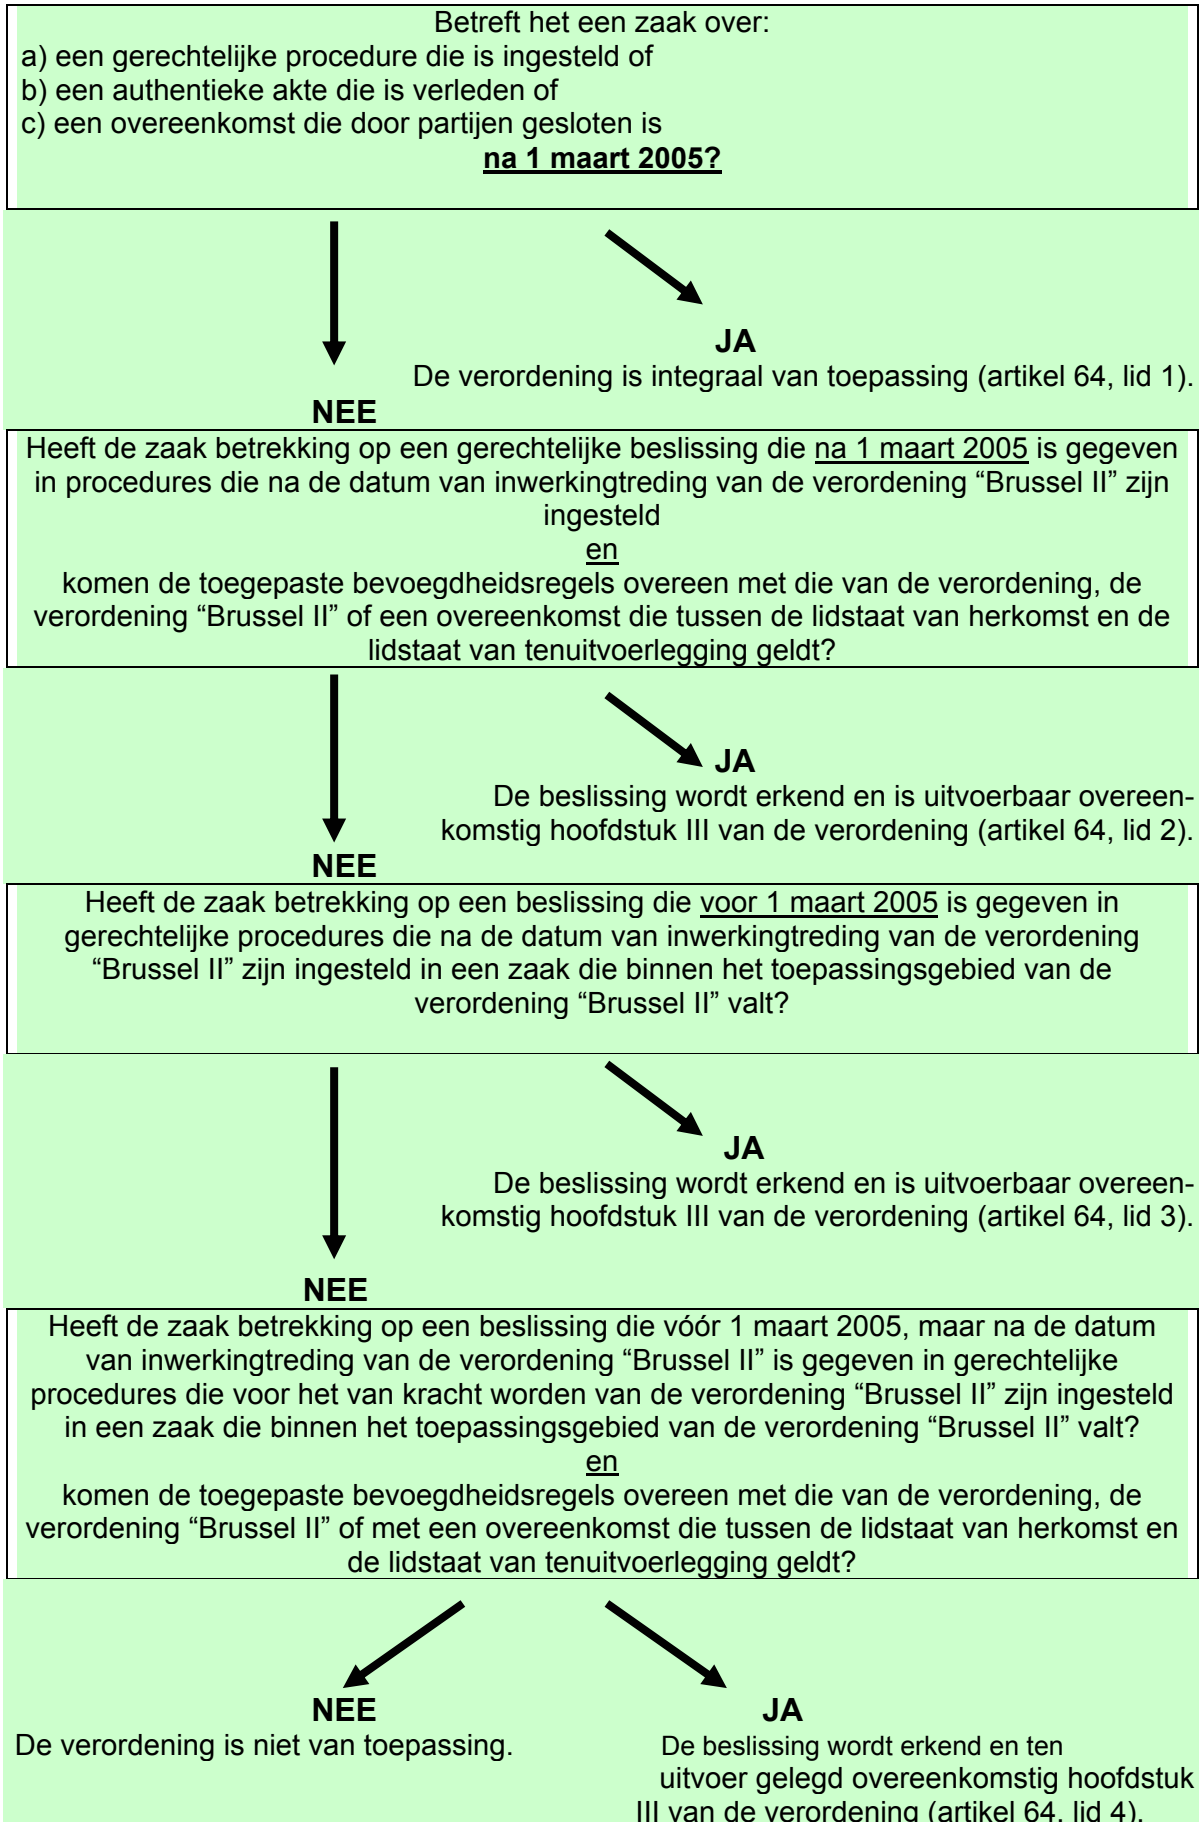 Betreft het een zaak over:
a) een gerechtelijke procedure die is ingesteld of
b) een authentieke akte die is verleden of
c) een overeenkomst die door partijen gesloten is
na 1 maart 2005?
JA
De verordening is integraal van toepassing (artikel 64, lid 1).
NEE
Heeft de zaak betrekking op een gerechtelijke beslissing die na 1 maart 2005 is gegeven
in procedures die na de datum van inwerkingtreding van de verordening “Brussel II” zijn
ingesteld
en
komen de toegepaste bevoegdheidsregels overeen met die van de verordening, de
verordening “Brussel II” of een overeenkomst die tussen de lidstaat van herkomst en de
lidstaat van tenuitvoerlegging geldt?
JA
De beslissing wordt erkend en is uitvoerbaar overeen-
komstig hoofdstuk III van de verordening (artikel 64, lid 2).
NEE
Heeft de zaak betrekking op een beslissing die voor 1 maart 2005 is gegeven in
gerechtelijke procedures die na de datum van inwerkingtreding van de verordening
“Brussel II” zijn ingesteld in een zaak die binnen het toepassingsgebied van de
verordening “Brussel II” valt?
JA
De beslissing wordt erkend en is uitvoerbaar overeen-
komstig hoofdstuk III van de verordening (artikel 64, lid 3).
NEE
Heeft de zaak betrekking op een beslissing die vóór 1 maart 2005, maar na de datum
van inwerkingtreding van de verordening “Brussel II” is gegeven in gerechtelijke
procedures die voor het van kracht worden van de verordening “Brussel II” zijn ingesteld
in een zaak die binnen het toepassingsgebied van de verordening “Brussel II” valt?
en
komen de toegepaste bevoegdheidsregels overeen met die van de verordening, de
verordening “Brussel II” of met een overeenkomst die tussen de lidstaat van herkomst en
de lidstaat van tenuitvoerlegging geldt?
NEE
De verordening is niet van toepassing.
JA
De beslissing wordt erkend en ten
uitvoer gelegd overeenkomstig hoofdstuk
III van de verordening (artikel 64, lid 4).